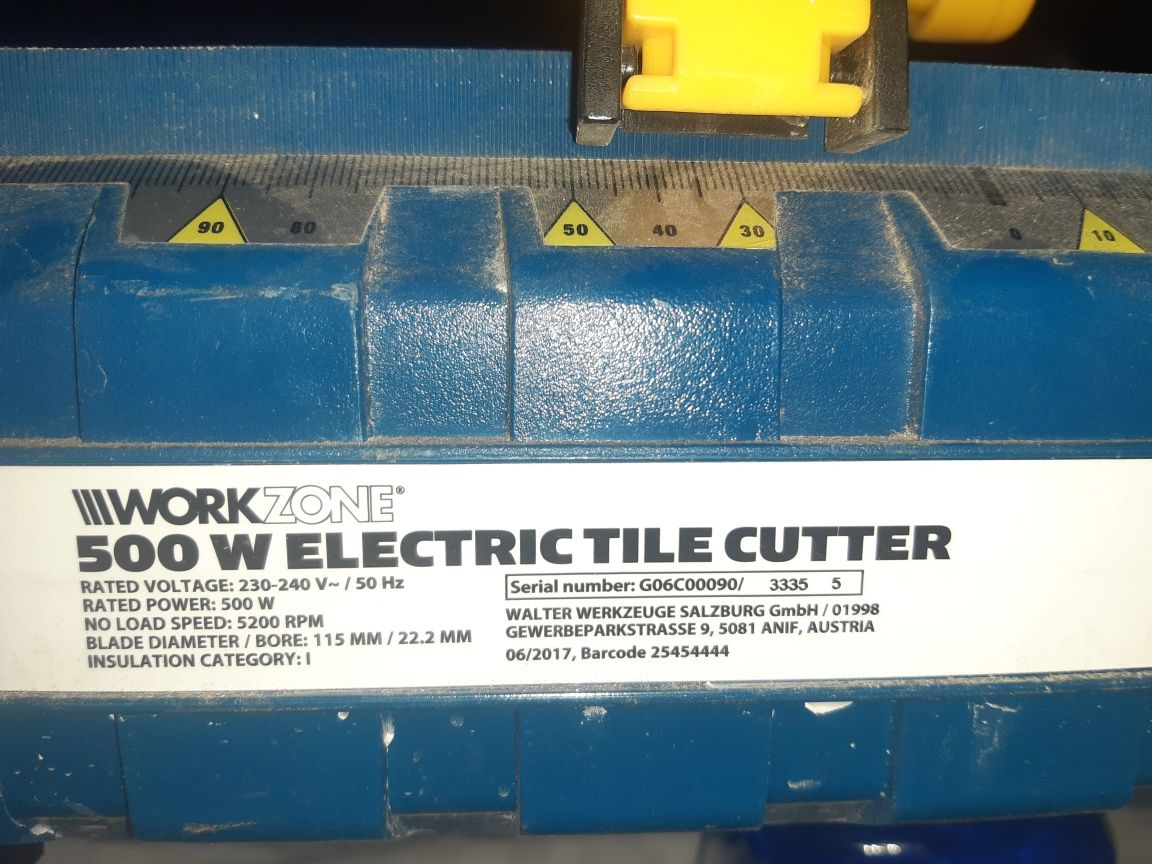 90 80 50 40 30 0 10
WORKZONE®
500 W ELECTRIC TILE CUTTER
RATED VOLTAGE: 230-240 V~ / 50 Hz
RATED POWER: 500 W
NO LOAD SPEED: 5200 RPM
BLADE DIAMETER / BORE: 115 MM / 22.2 MM
INSULATION CATEGORY: I
Serial number: G06C00090/ 3335 5
WALTER WERKZEUGE SALZBURG GmbH / 01998
GEWERBEPARKSTRASSE 9, 5081 ANIF, AUSTRIA
06/2017, Barcode 25454444